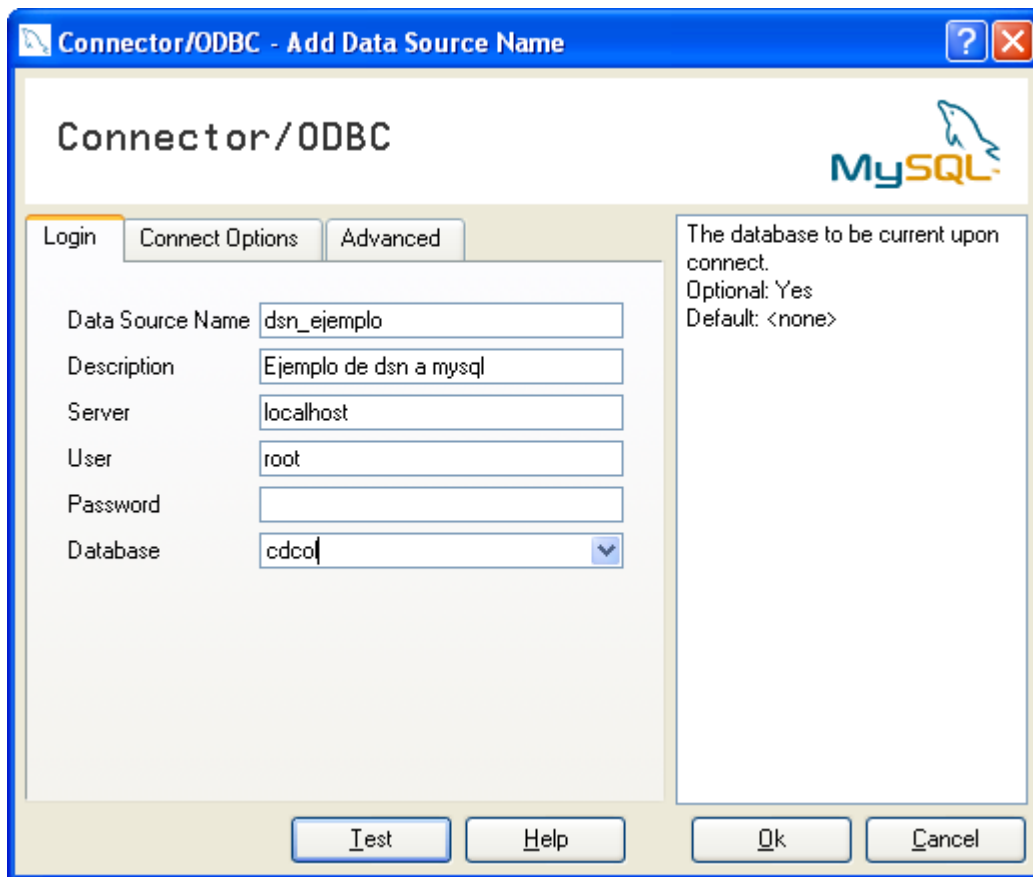 Connector/ODBC - Add Data Source Name
Connector/ODBC
MySQL
Login
Connect Options
Advanced
Data Source Name dsn_ejemplo
Description Ejemplo de dsn a mysql
Server localhost
User root
Password
Database cdcol
The database to be current upon
connect.
Optional: Yes
Default: <none>
Test
Help
Ok
Cancel